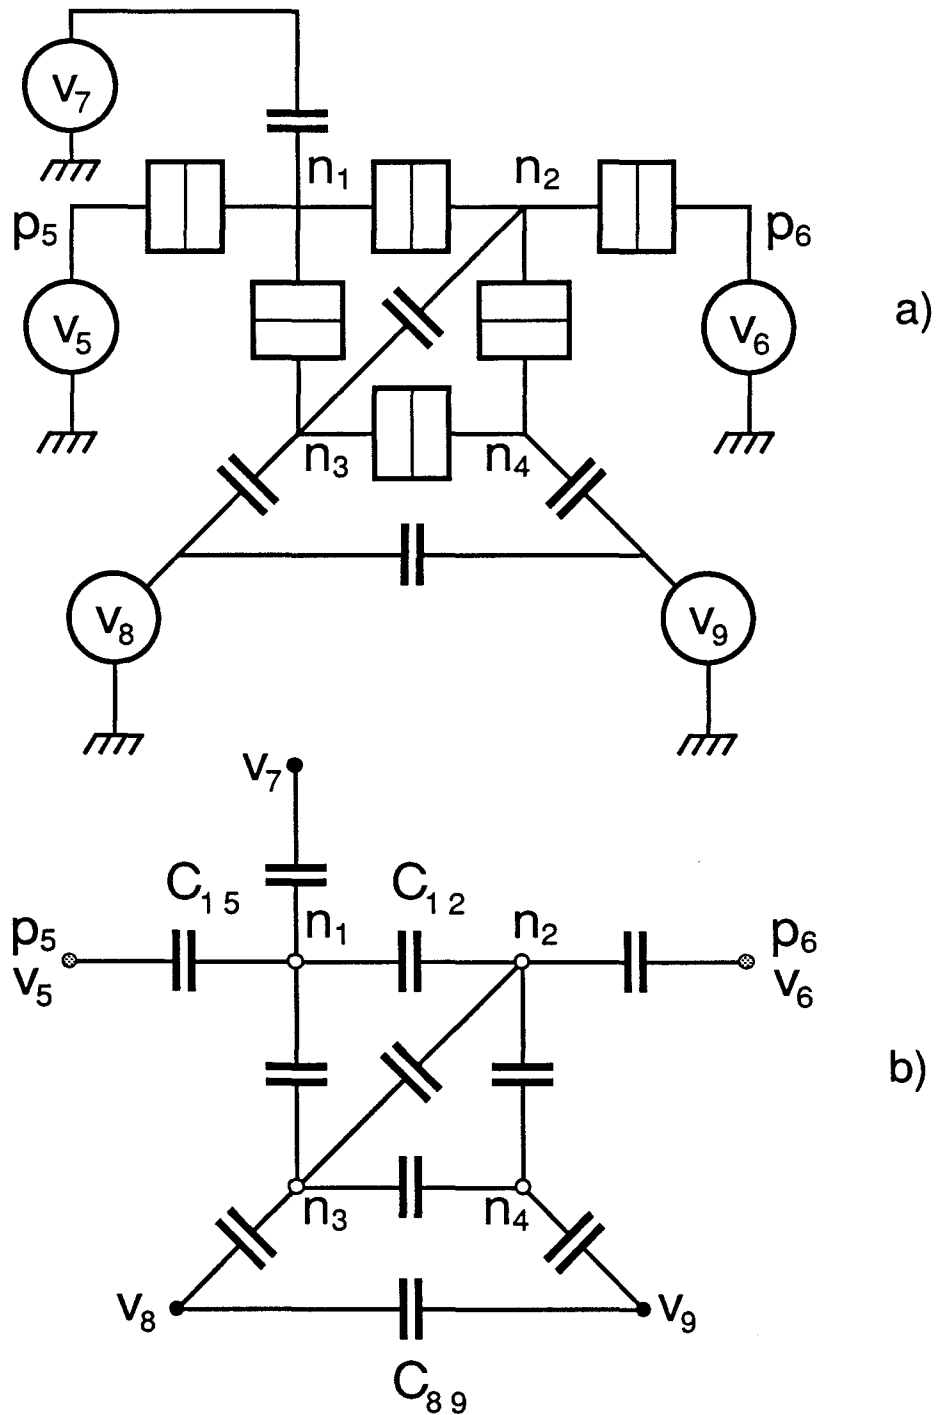 v₇
n₁ n₂
p₅ p₆
v₅ v₆ a)
n₃ n₄
v₈ v₉
v₇
C₁₅ C₁₂
p₅ n₁ n₂ p₆
v₅ v₆
b)
n₃ n₄
v₈ v₉
C₈₉